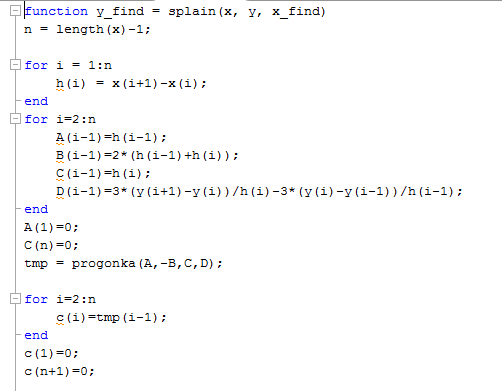 function y_find = splain(x, y, x_find)
n = length(x)-1;
for i = 1:n
h(i) = x(i+1)-x(i);
end
for i=2:n
A(i-1)=h(i-1);
B(i-1)=2*(h(i-1)+h(i));
C(i-1)=h(i);
D(i-1)=3*(y(i+1)-y(i))/h(i)-3*(y(i)-y(i-1))/h(i-1);
end
A(1)=0;
C(n)=0;
tmp = progonka(A,-B,C,D);
for i=2:n
c(i)=tmp(i-1);
end
c(1)=0;
c(n+1)=0;